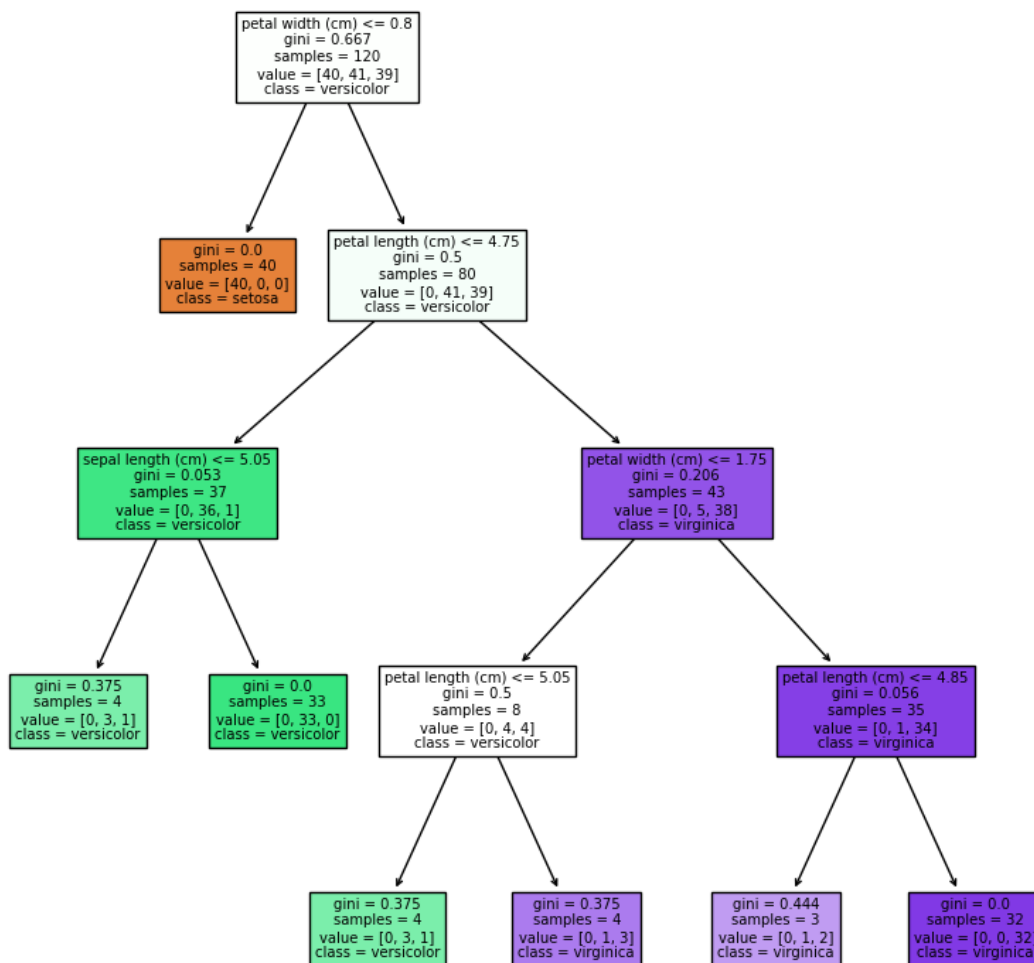 petal width (cm) <= 0.8
gini = 0.667
samples = 120
value = [40, 41, 39]
class = versicolor
gini = 0.0
samples = 40
value = [40, 0, 0]
class = setosa
petal length (cm) <= 4.75
gini = 0.5
samples = 80
value = [0, 41, 39]
class = versicolor
sepal length (cm) <= 5.05
gini = 0.053
samples = 37
value = [0, 36, 1]
class = versicolor
petal width (cm) <= 1.75
gini = 0.206
samples = 43
value = [0, 5, 38]
class = virginica
gini = 0.375
samples = 4
value = [0, 3, 1]
class = versicolor
gini = 0.0
samples = 33
value = [0, 33, 0]
class = versicolor
petal length (cm) <= 5.05
gini = 0.5
samples = 8
value = [0, 4, 4]
class = versicolor
petal length (cm) <= 4.85
gini = 0.056
samples = 35
value = [0, 1, 34]
class = virginica
gini = 0.375
samples = 4
value = [0, 3, 1]
class = versicolor
gini = 0.375
samples = 4
value = [0, 1, 3]
class = virginica
gini = 0.444
samples = 3
value = [0, 1, 2]
class = virginica
gini = 0.0
samples = 32
value = [0, 0, 32]
class = virginica